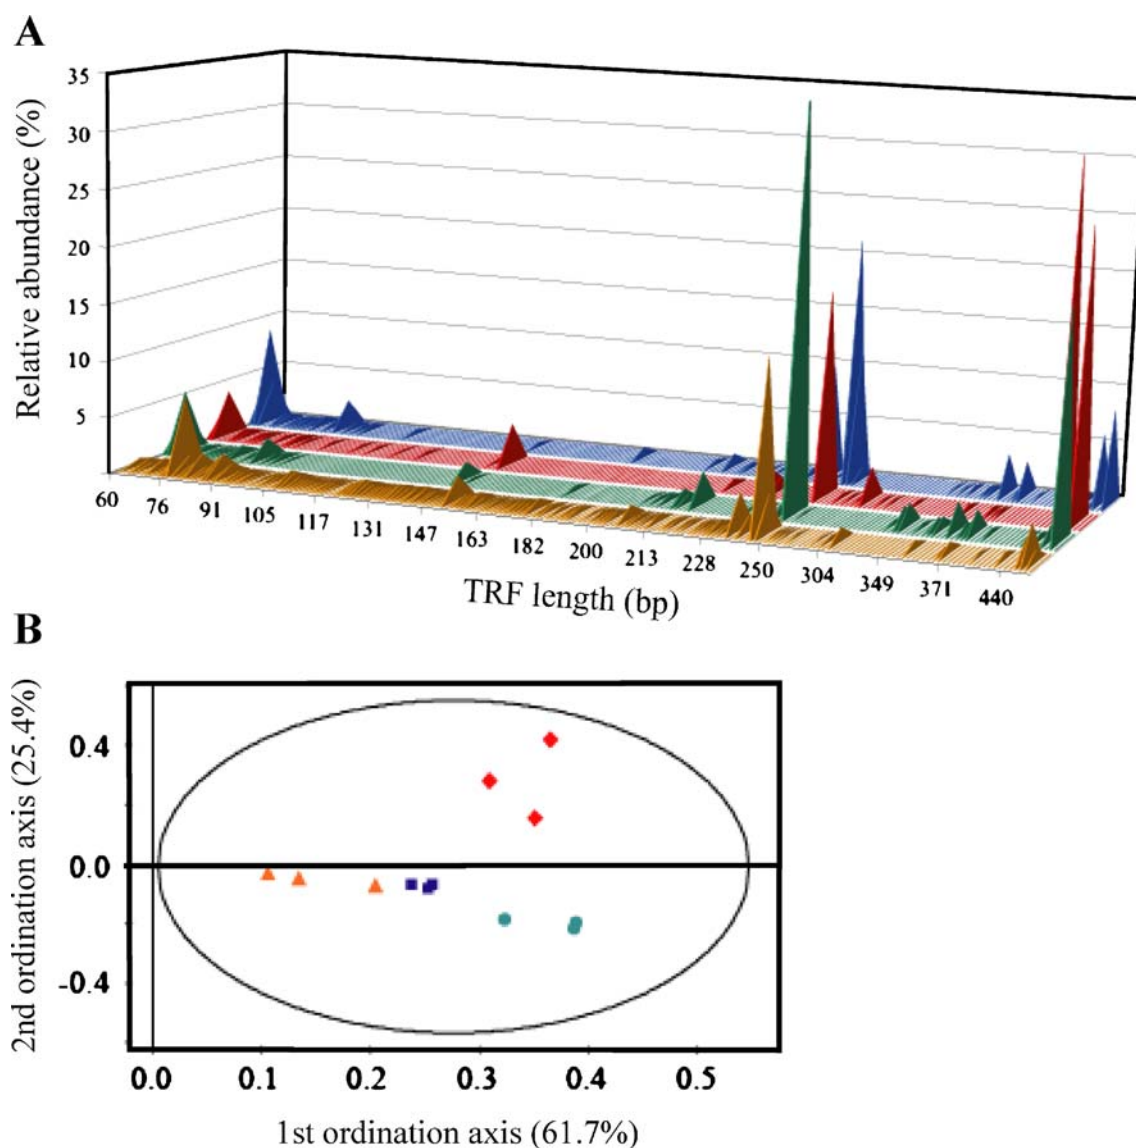 A
Relative abundance (%)
35
30
25
20
15
10
5
60 76 91 105 117 131 147 163 182 200 213 228 250 304 349 371 440
TRF length (bp)
B
2nd ordination axis (25.4%)
0.4
0.0
-0.4
0.0 0.1 0.2 0.3 0.4 0.5
1st ordination axis (61.7%)